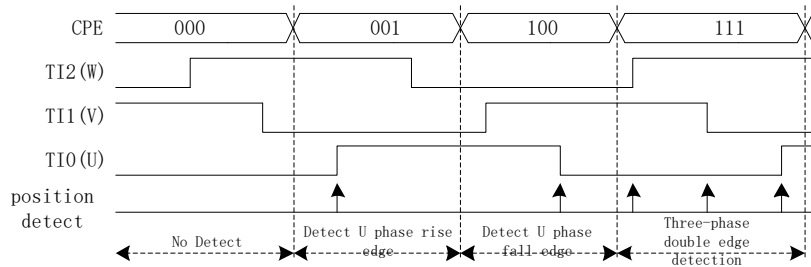 CPE 000 001 100 111
TI2(W)
TI1(V)
TI0(U)
position
detect
No Detect
Detect U phase rise
edge
Detect U phase
fall edge
Three-phase
double edge
detection